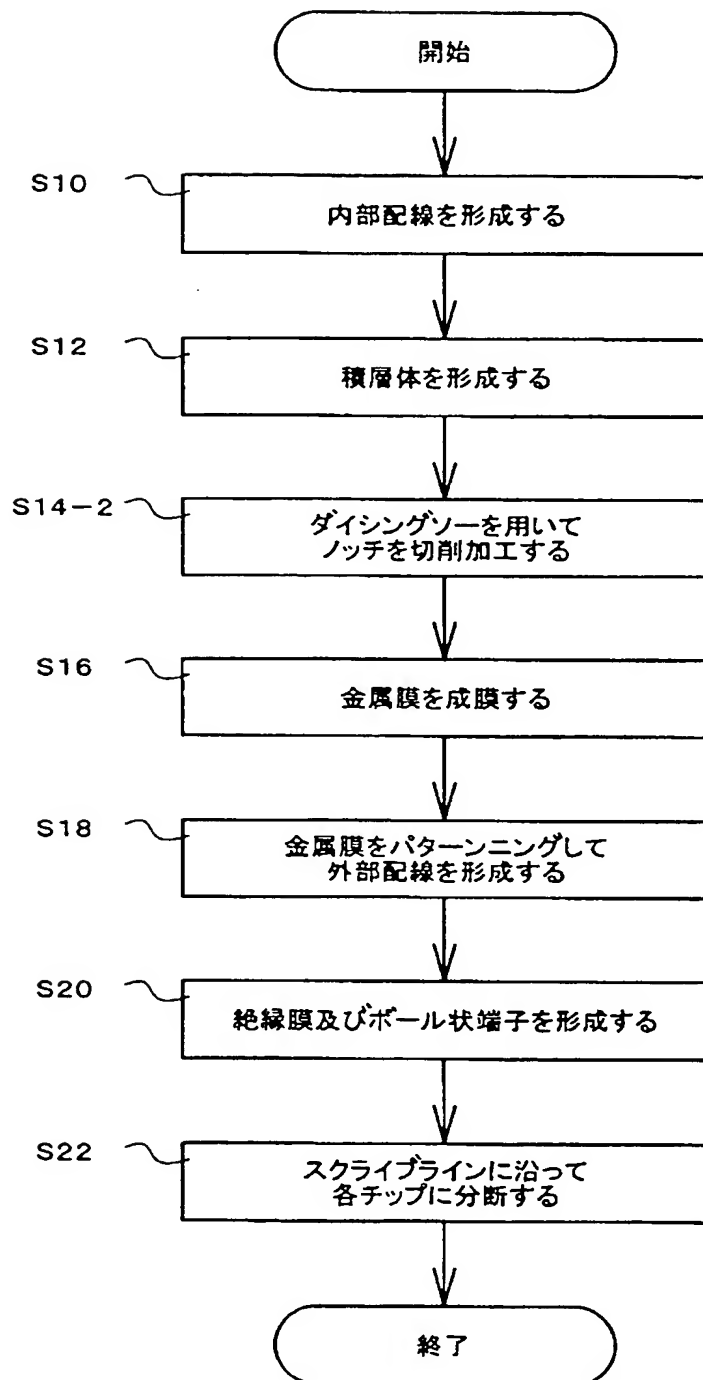 開始
S10
内部配線を形成する
S12
積層体を形成する
S14-2
ダイシングソーを用いて
ノッチを切削加工する
S16
金属膜を成膜する
S18
金属膜をパターンニングして
外部配線を形成する
S20
絶縁膜及びボール状端子を形成する
S22
スクライブラインに沿って
各チップに分断する
終了